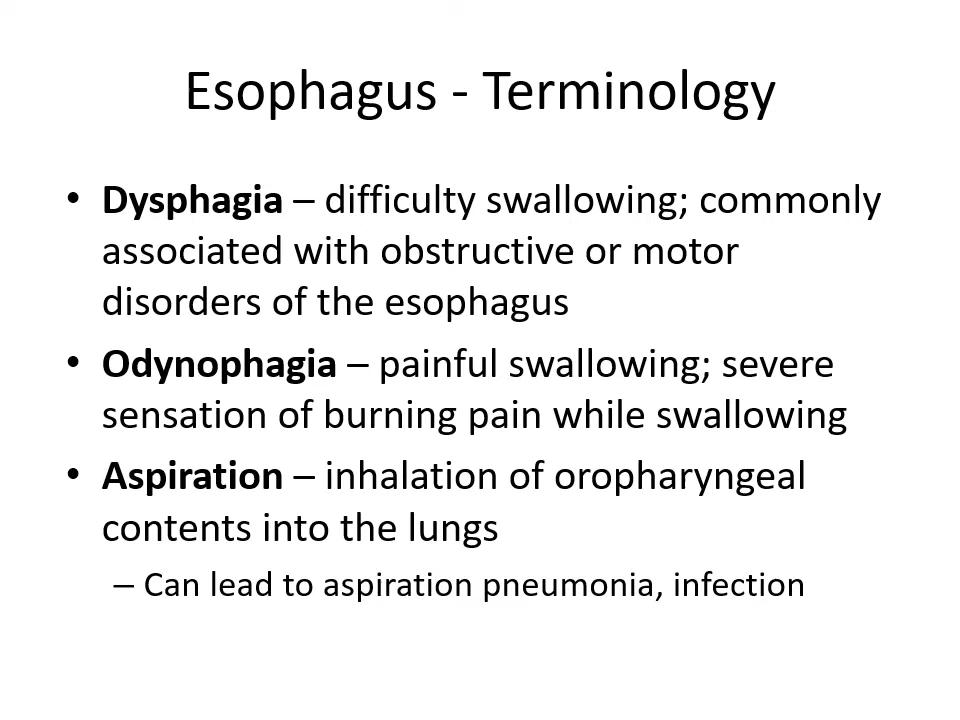 Esophagus - Terminology
• Dysphagia – difficulty swallowing; commonly
associated with obstructive or motor
disorders of the esophagus
• Odynophagia – painful swallowing; severe
sensation of burning pain while swallowing
• Aspiration – inhalation of oropharyngeal
contents into the lungs
– Can lead to aspiration pneumonia, infection